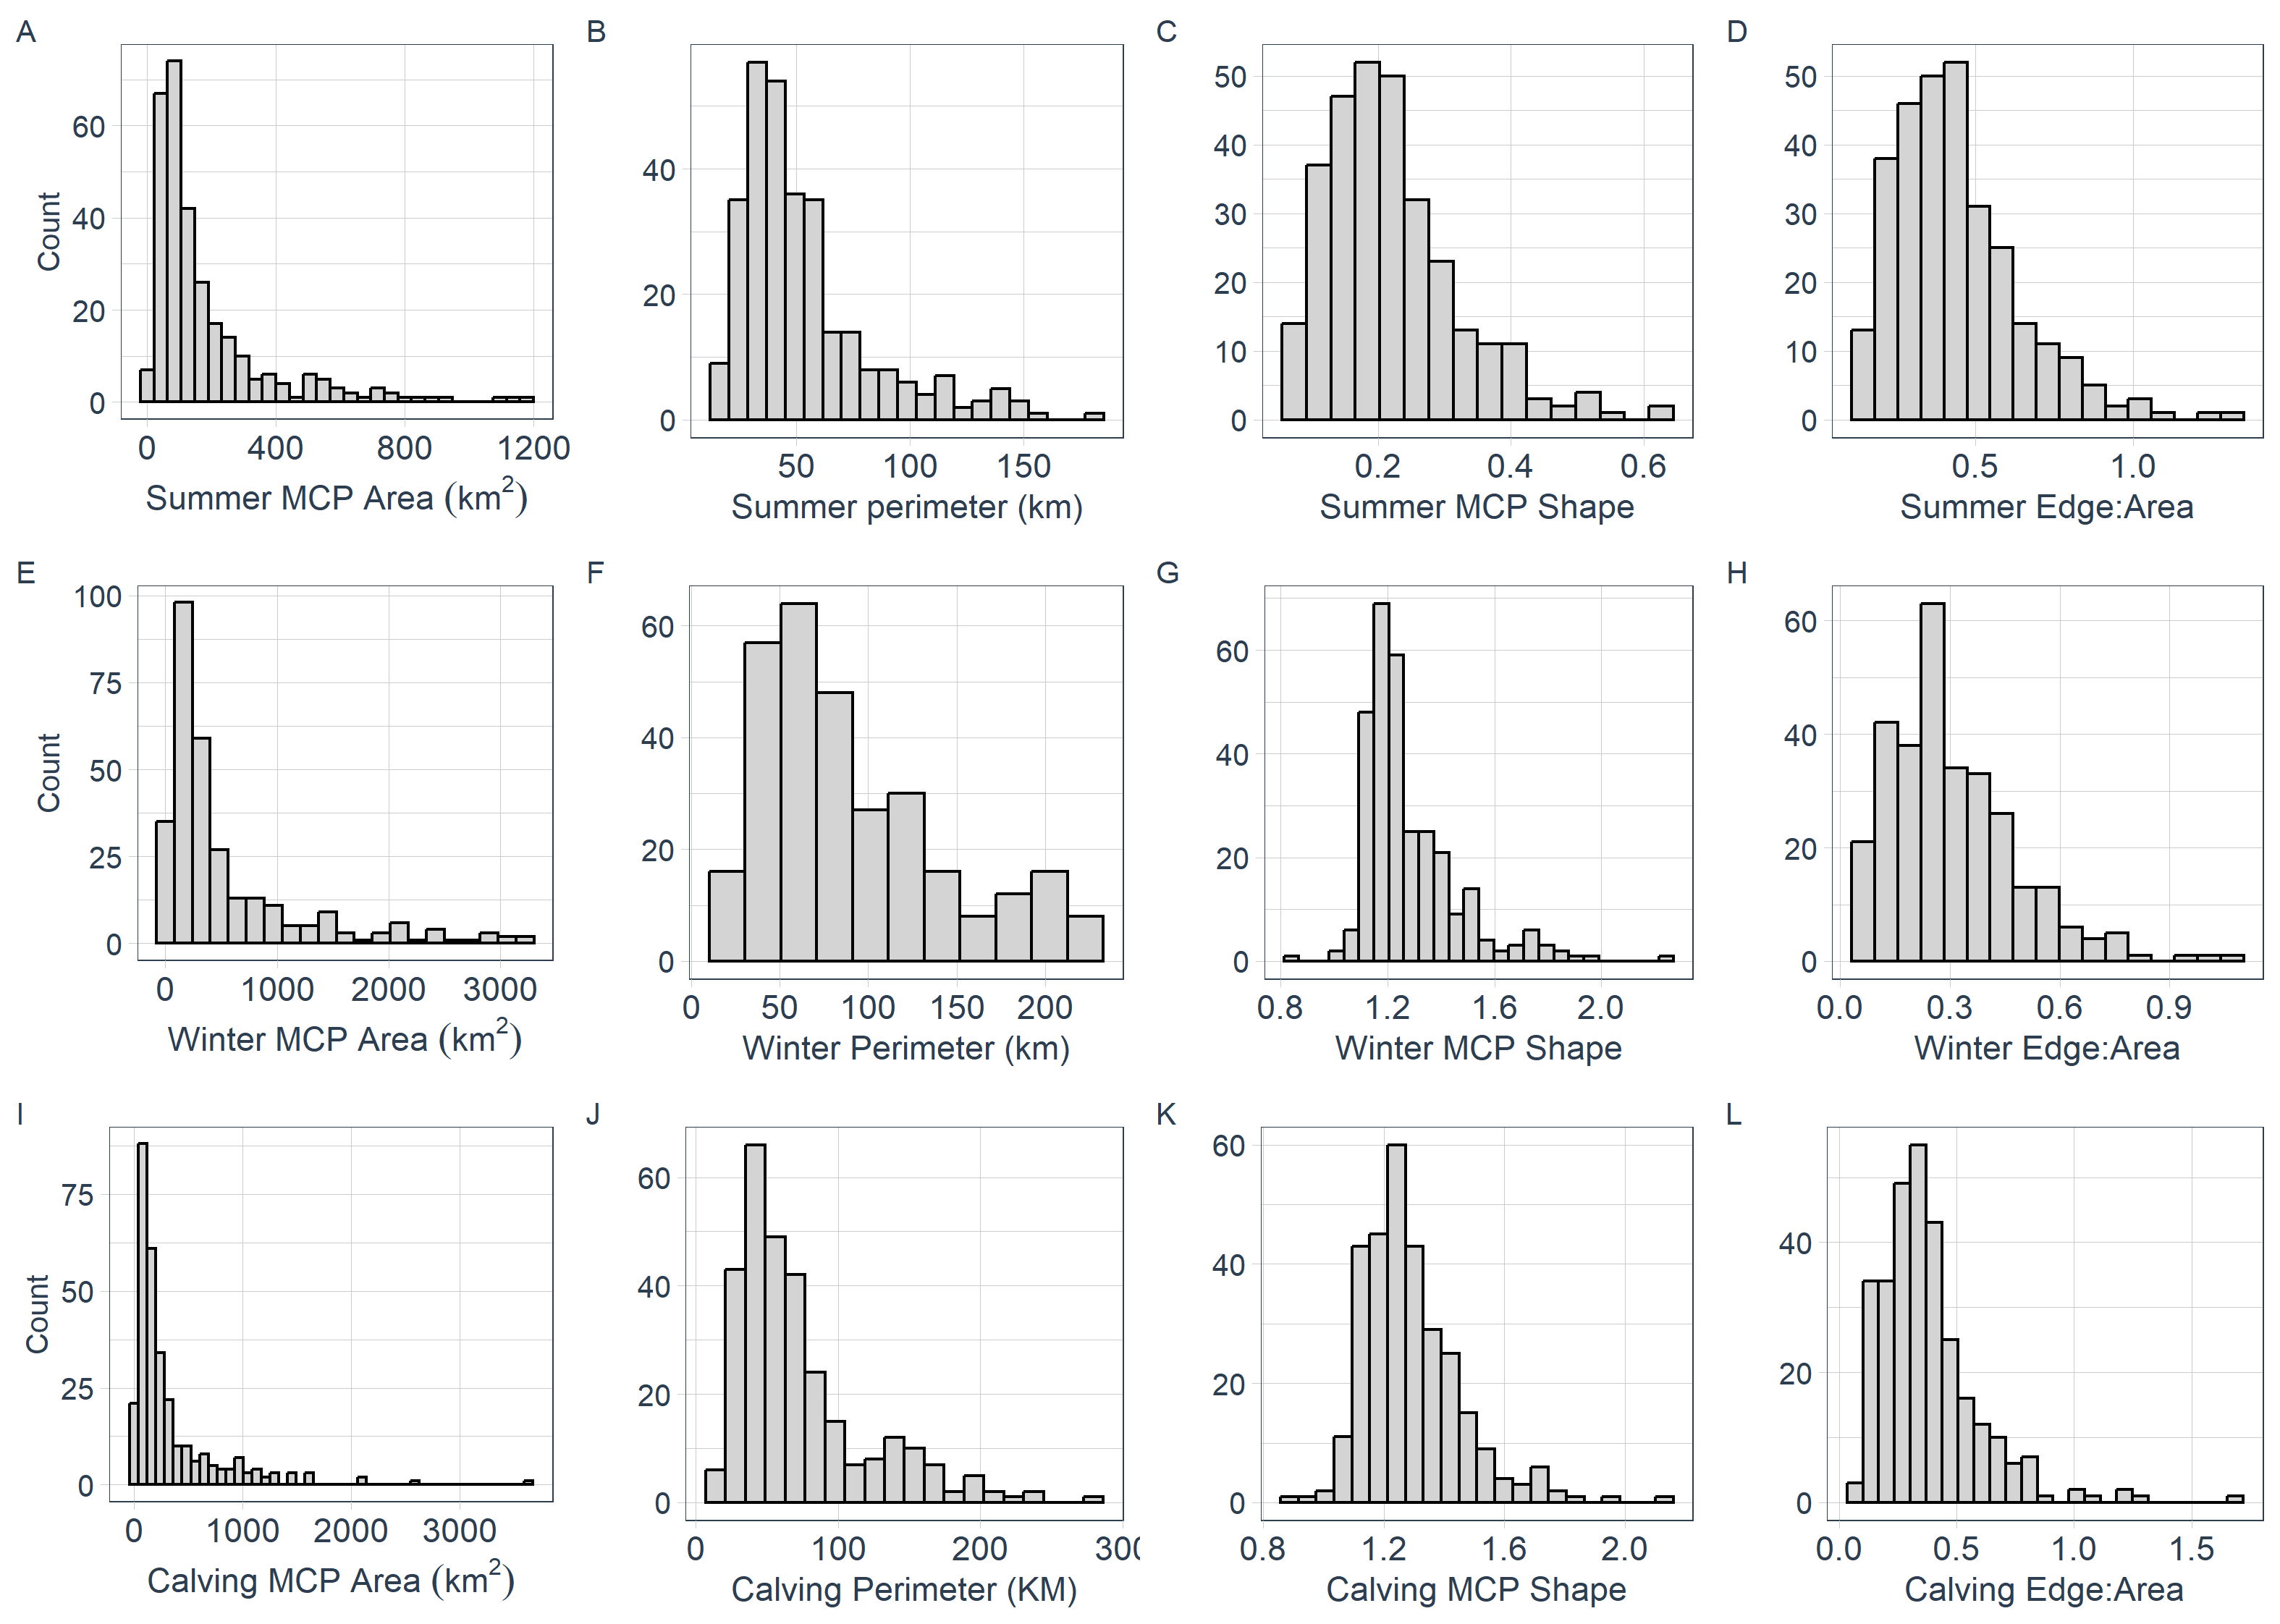 A
Count
60
40
20
0
0 400 800 1200
Summer MCP Area (km²)
B
40
20
0
50 100 150
Summer perimeter (km)
C
50
40
30
20
10
0
0.2 0.4 0.6
Summer MCP Shape
D
50
40
30
20
10
0
0.5 1.0
Summer Edge:Area
E
Count
100
75
50
25
0
0 1000 2000 3000
Winter MCP Area (km²)
F
60
40
20
0
0 50 100 150 200
Winter Perimeter (km)
G
60
40
20
0
0.8 1.2 1.6 2.0
Winter MCP Shape
H
60
40
20
0
0.0 0.3 0.6 0.9
Winter Edge:Area
I
Count
75
50
25
0
0 1000 2000 3000
Calving MCP Area (km²)
J
60
40
20
0
0 100 200 300
Calving Perimeter (KM)
K
60
40
20
0
0.8 1.2 1.6 2.0
Calving MCP Shape
L
40
20
0
0.0 0.5 1.0 1.5
Calving Edge:Area